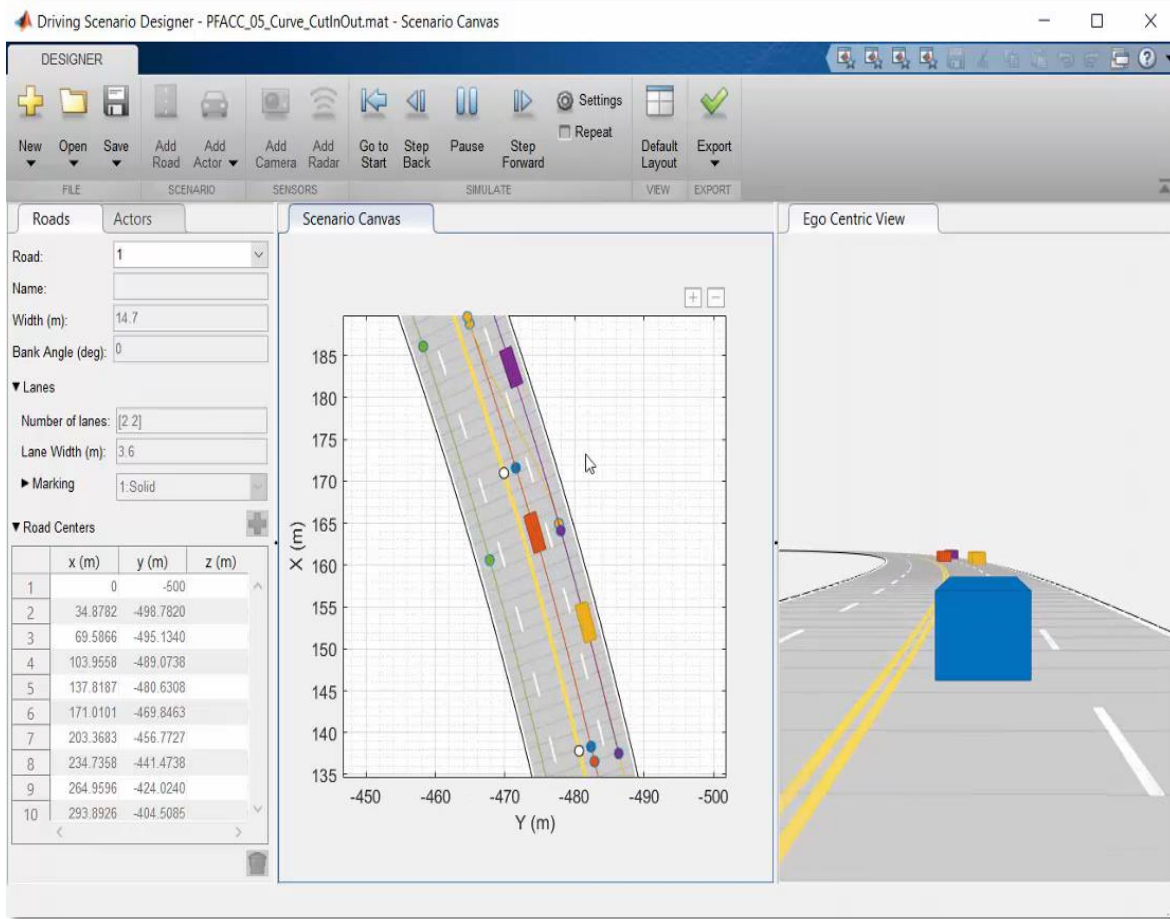 Driving Scenario Designer - PFACC_05_Curve_CutInOut.mat - Scenario Canvas
DESIGNER
New Open Save Add Road Add Actor Add Camera Add Radar Go to Start Step Back Pause Step Forward Settings Repeat Default Layout Export
FILE SCENARIO SENSORS SIMULATE VIEW EXPORT
Roads Actors
Road: 1
Name:
Width (m): 14.7
Bank Angle (deg): 0
Lanes
Number of lanes: [2 2]
Lane Width (m): 3.6
Marking 1:Solid
Road Centers
x (m) y (m) z (m)
1 0 -500
2 34.8782 -498.7820
3 69.5866 -495.1340
4 103.9558 -489.0738
5 137.8187 -480.6308
6 171.0101 -469.8463
7 203.3683 -456.7727
8 234.7358 -441.4738
9 264.9596 -424.0240
10 293.8926 -404.5085
Scenario Canvas
185
180
175
170
165
160
155
150
145
140
135
X (m)
-450 -460 -470 -480 -490 -500
Y (m)
Ego Centric View